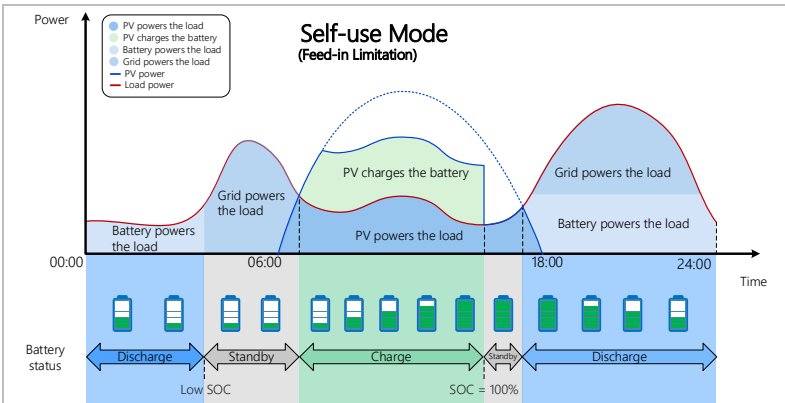 Power
Self-use Mode
(Feed-in Limitation)
PV powers the load
PV charges the battery
Battery powers the load
Grid powers the load
PV power
Load power
Grid powers the load
PV charges the battery
Grid powers
the load
Battery powers
the load
PV powers the load
Battery powers the load
00:00
06:00
18:00
24:00
Time
Battery
status
Discharge
Standby
Charge
Standby
Discharge
Low SOC
SOC = 100%